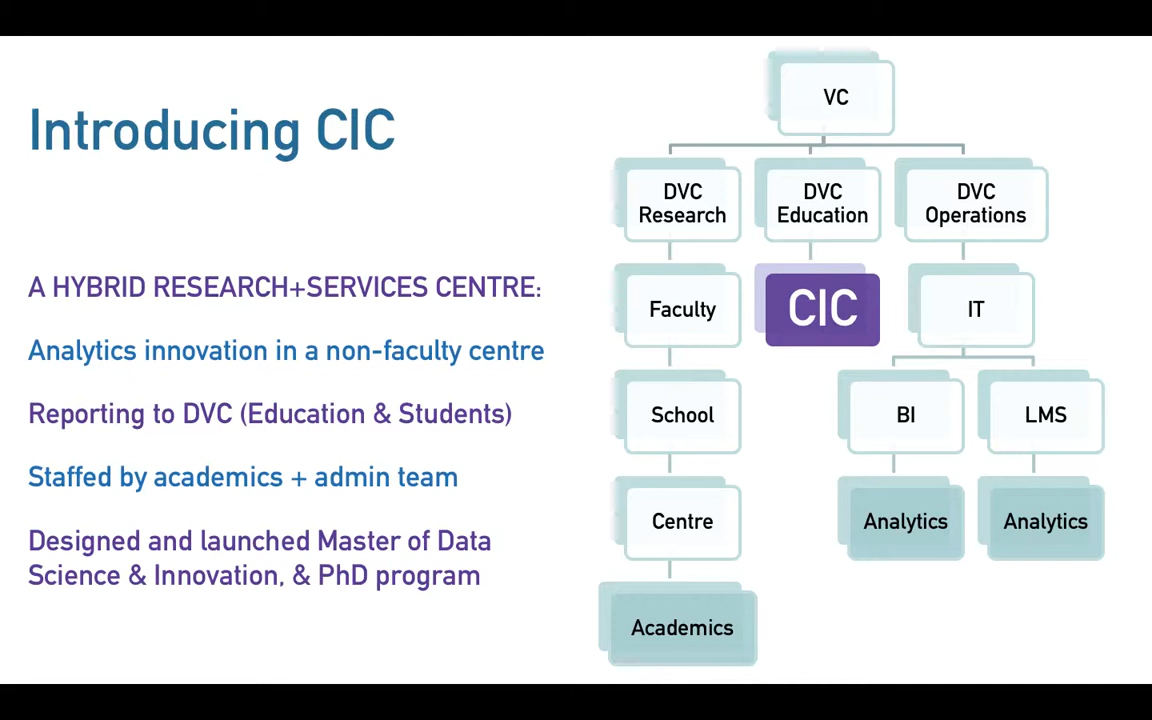 Introducing CIC
A HYBRID RESEARCH+SERVICES CENTRE:
Analytics innovation in a non-faculty centre
Reporting to DVC (Education & Students)
Staffed by academics + admin team
Designed and launched Master of Data
Science & Innovation, & PhD program
VC
DVC
Research
DVC
Education
DVC
Operations
Faculty
CIC
IT
School
BI
LMS
Centre
Analytics
Analytics
Academics